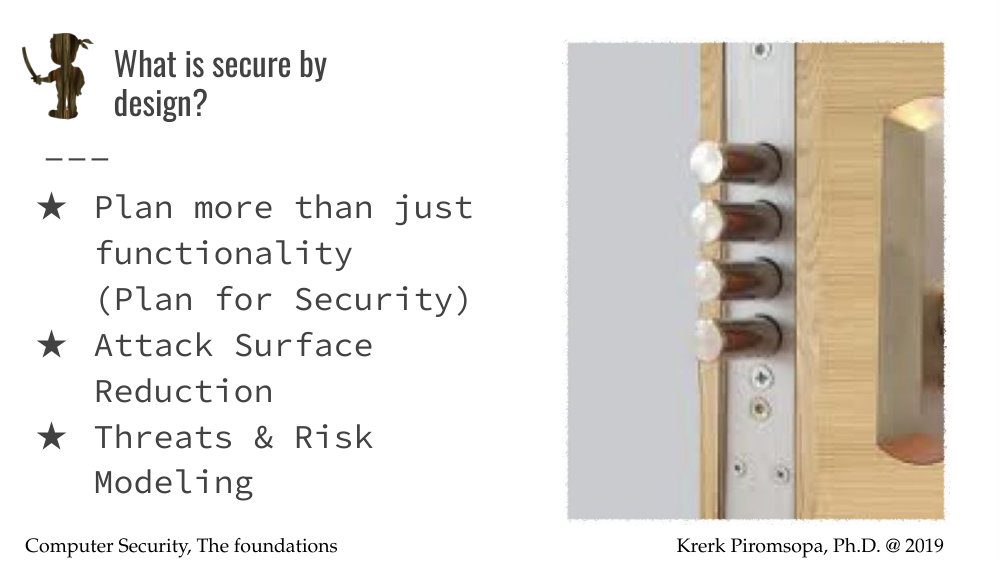 What is secure by
design?
---
★ Plan more than just
functionality
(Plan for Security)
★ Attack Surface
Reduction
★ Threats & Risk
Modeling
Computer Security, The foundations
Krerk Piromsopa, Ph.D. @ 2019